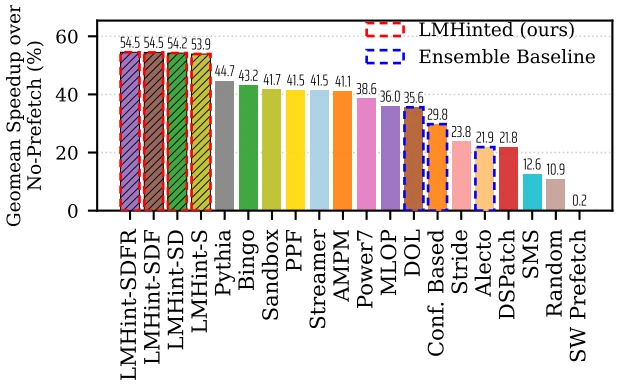 Geomean Speedup over
No-Prefetch (%)
60
40
20
0
LMHinted (ours)
Ensemble Baseline
54.5
54.5
54.2
53.9
44.7
43.2
41.7
41.5
41.5
41.1
38.6
36.0
35.6
29.8
23.8
21.9
21.8
12.6
10.9
0.2
LMHint-SDFR
LMHint-SDF
LMHint-SD
LMHint-S
Pythia
Bingo
Sandbox
PPF
Streamer
AMPM
Power7
MLOP
DOL
Conf. Based
Stride
Alecto
DSPatch
SMS
Random
SW Prefetch